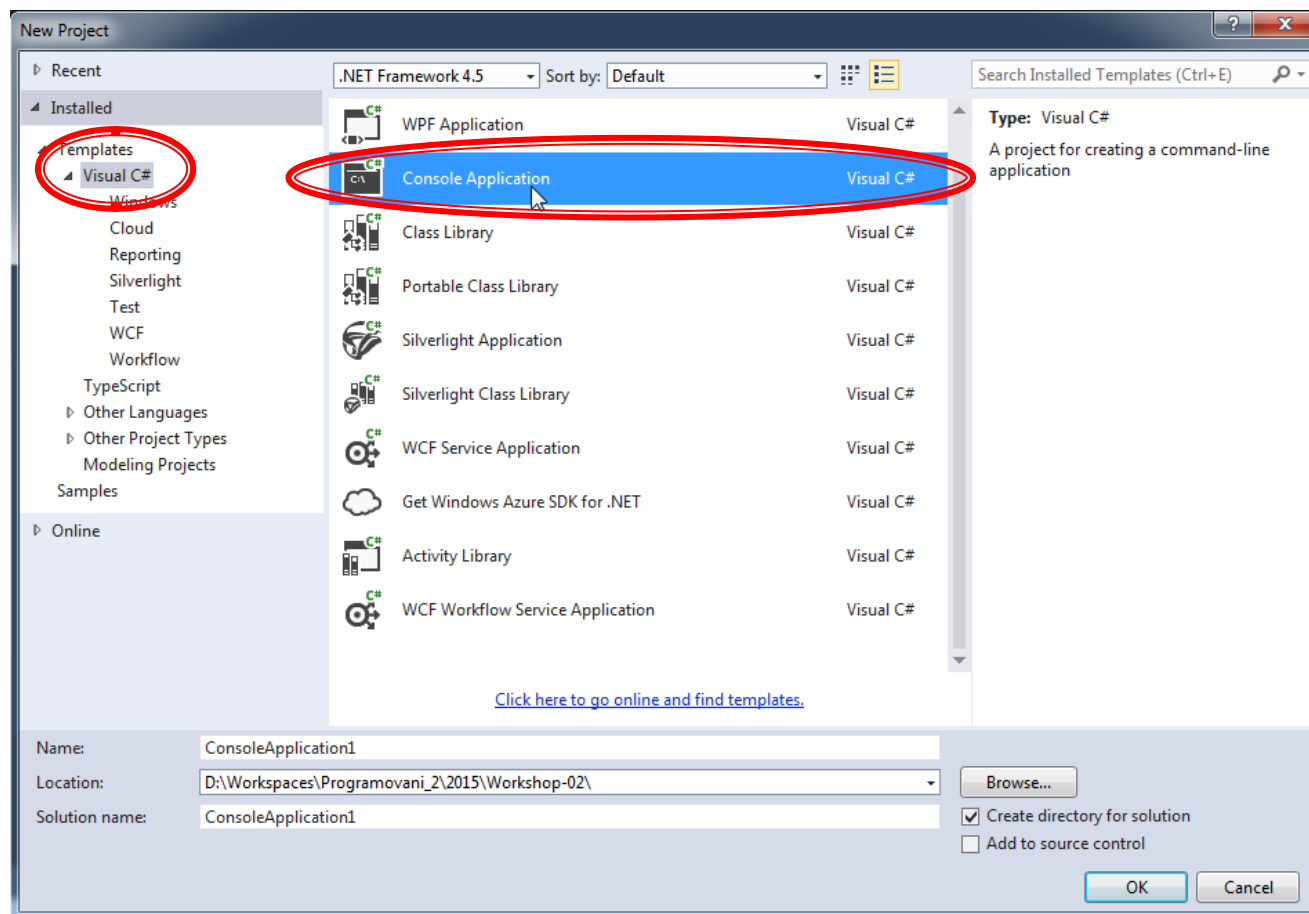 New Project
?
x
Recent
Installed
Templates
Visual C#
Windows
Cloud
Reporting
Silverlight
Test
WCF
Workflow
TypeScript
Other Languages
Other Project Types
Modeling Projects
Samples
Online
.NET Framework 4.5 Sort by: Default
C# WPF Application Visual C#
C:\ C# Console Application Visual C#
C# Class Library Visual C#
C# Portable Class Library Visual C#
C# Silverlight Application Visual C#
C# Silverlight Class Library Visual C#
C# WCF Service Application Visual C#
Get Windows Azure SDK for .NET Visual C#
C# Activity Library Visual C#
C# WCF Workflow Service Application Visual C#
Click here to go online and find templates.
Search Installed Templates (Ctrl+E)
Type: Visual C#
A project for creating a command-line
application
Name: ConsoleApplication1
Location: D:\Workspaces\Programovani_2\2015\Workshop-02\ Browse...
Solution name: ConsoleApplication1
Create directory for solution
Add to source control
OK Cancel